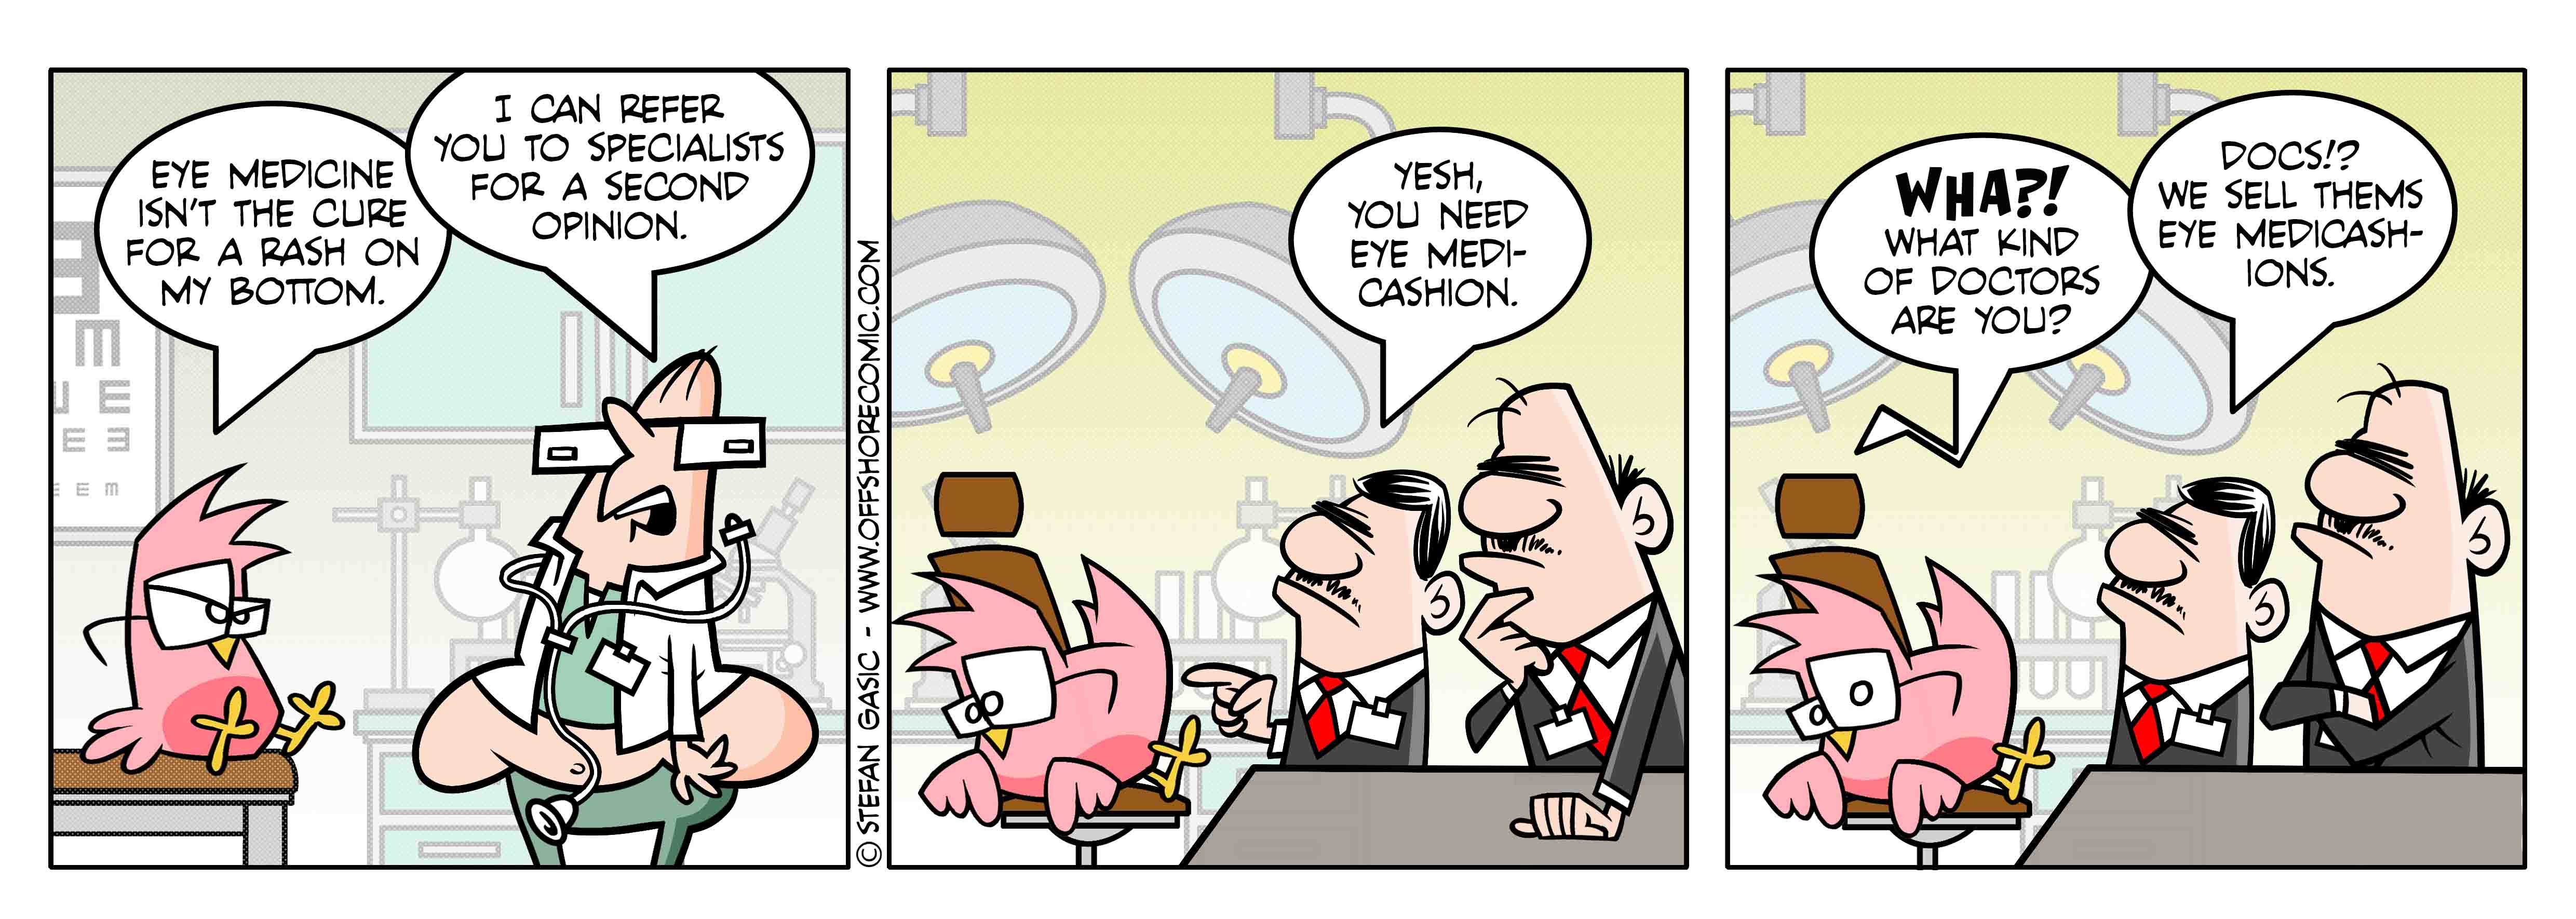 EYE MEDICINE
ISN'T THE CURE
FOR A RASH ON
MY BOTTOM.
I CAN REFER
YOU TO SPECIALISTS
FOR A SECOND
OPINION.
© STEFAN GASIC - WWW.OFFSHORECOMIC.COM
YESH,
YOU NEED
EYE MEDI-
CASHION.
WHA?!
WHAT KIND
OF DOCTORS
ARE YOU?
DOCS!?
WE SELL THEMS
EYE MEDICASH-
IONS.